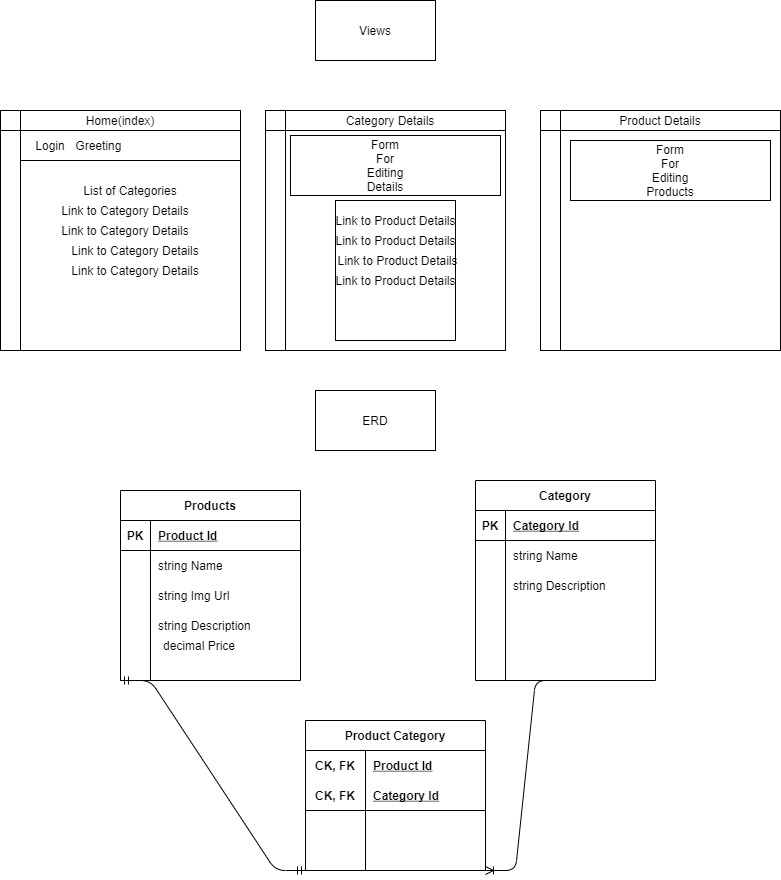 Views
Home(index)
Login Greeting
List of Categories
Link to Category Details
Link to Category Details
Link to Category Details
Link to Category Details
Category Details
Form
For
Editing
Details
Link to Product Details
Link to Product Details
Link to Product Details
Link to Product Details
Product Details
Form
For
Editing
Products
ERD
Products
PK Product Id
string Name
string Img Url
string Description
decimal Price
Category
PK Category Id
string Name
string Description
Product Category
CK, FK Product Id
CK, FK Category Id